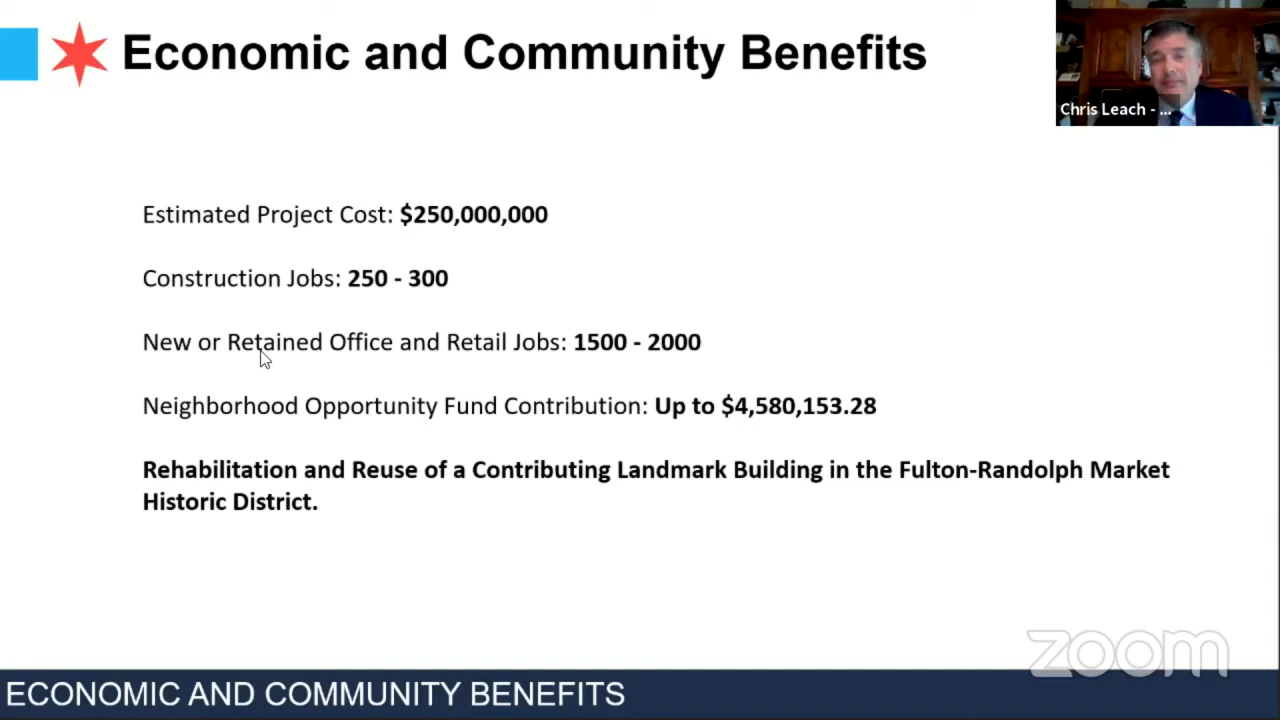 Economic and Community Benefits
Chris Leach - ...
Estimated Project Cost: $250,000,000
Construction Jobs: 250 - 300
New or Retained Office and Retail Jobs: 1500 - 2000
Neighborhood Opportunity Fund Contribution: Up to $4,580,153.28
Rehabilitation and Reuse of a Contributing Landmark Building in the Fulton-Randolph Market
Historic District.
zoom
ECONOMIC AND COMMUNITY BENEFITS